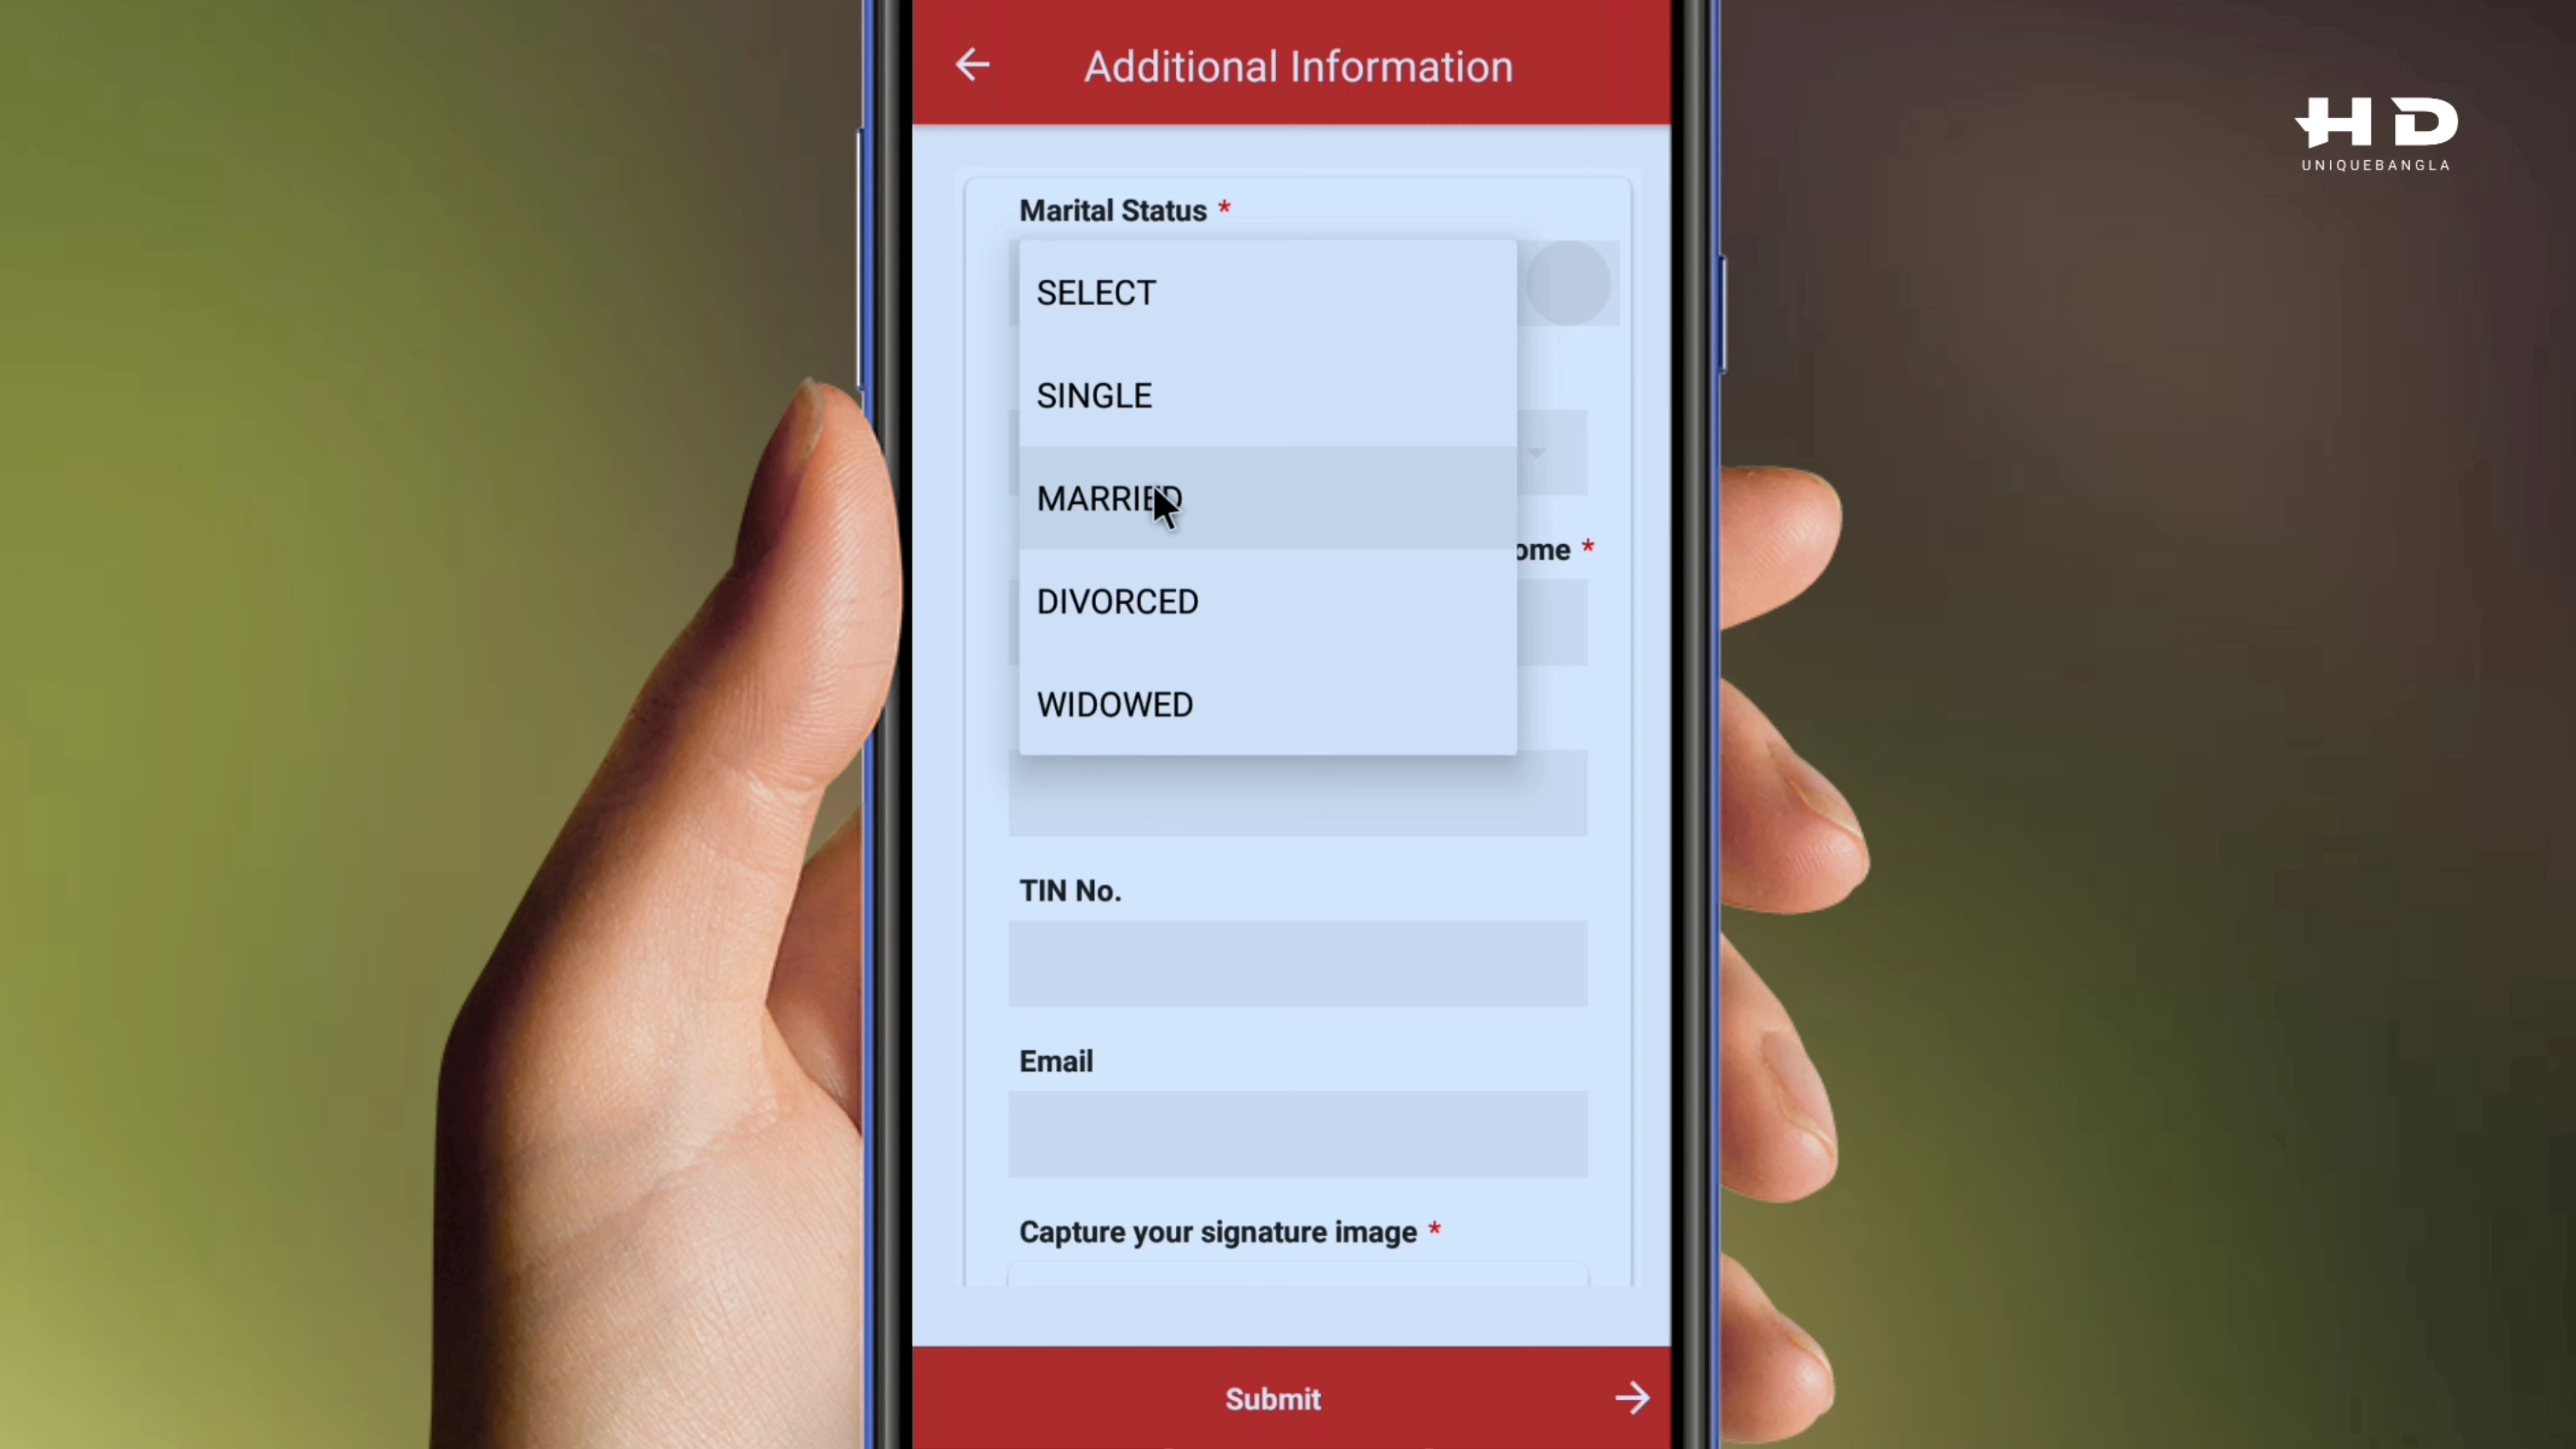 Additional Information
HD
UNIQUEBANGLA
Marital Status *
SELECT
SINGLE
MARRIED
ome *
DIVORCED
WIDOWED
TIN No.
Email
Capture your signature image *
Submit